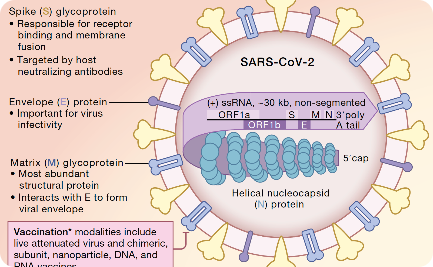 Spike (S) glycoprotein
• Responsible for receptor
binding and membrane
fusion
• Targeted by host
neutralizing antibodies
Envelope (E) protein
• Important for virus
infectivity
Matrix (M) glycoprotein
• Most abundant
structural protein
• Interacts with E to form
viral envelope
SARS-CoV-2
(+) ssRNA, ~30 kb, non-segmented
ORF1a S M N 3'poly
ORF1b E A tail
5'cap
Helical nucleocapsid
(N) protein
Vaccination* modalities include
live attenuated virus and chimeric,
subunit, nanoparticle, DNA, and
RNA vaccines